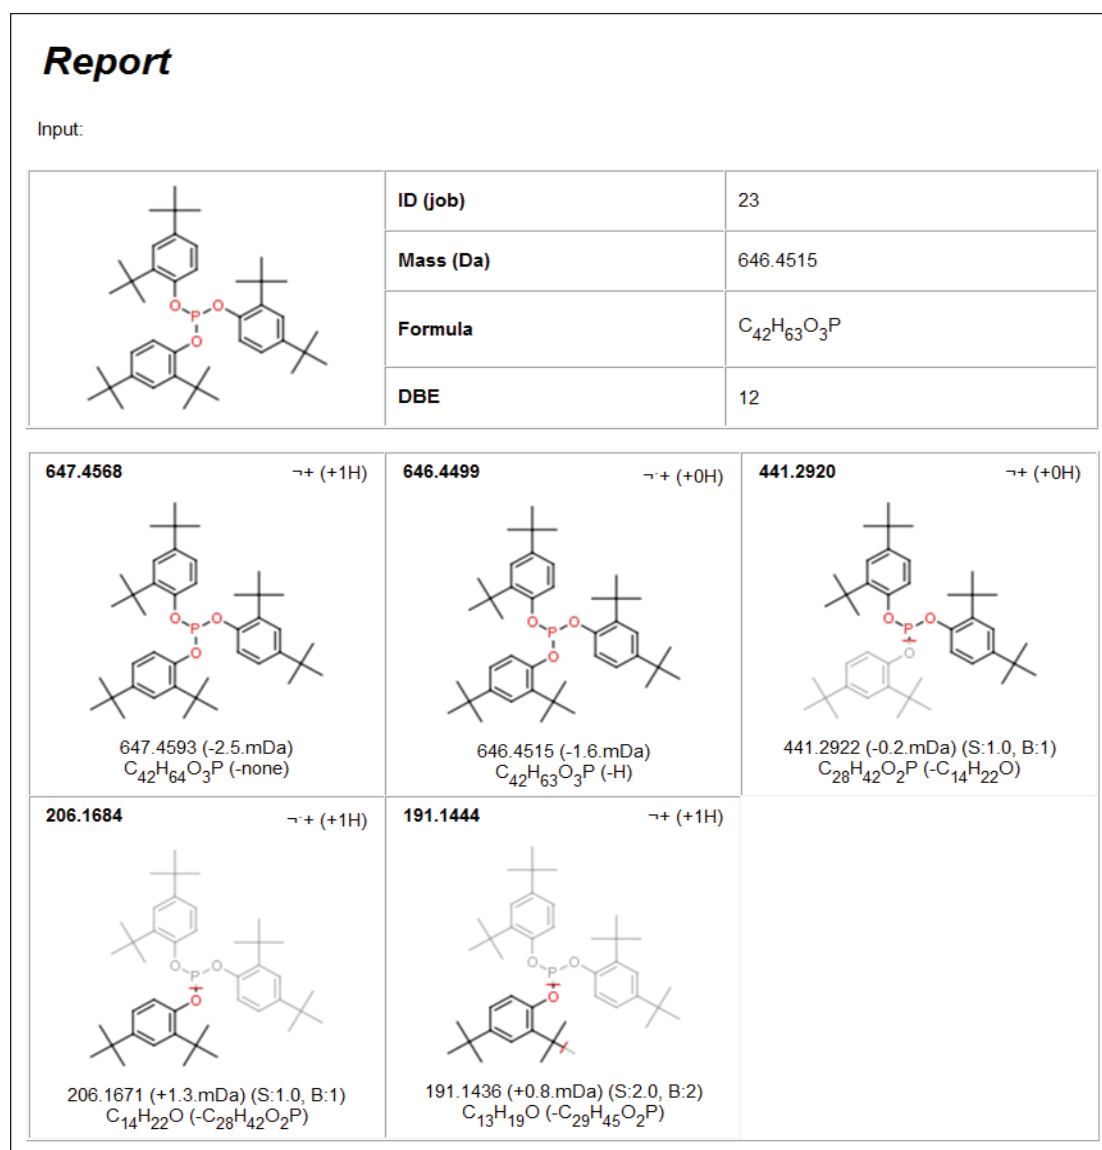 Report
Input:
ID (job) 23
Mass (Da) 646.4515
Formula C42H63O3P
DBE 12
O P O O
647.4568 ¬+ (+1H)
O P O O
647.4593 (-2.5.mDa)
C42H64O3P (-none)
646.4499 ¬·+ (+0H)
O P O O
646.4515 (-1.6.mDa)
C42H63O3P (-H)
441.2920 ¬+ (+0H)
O P O O
441.2922 (-0.2.mDa) (S:1.0, B:1)
C28H42O2P (-C14H22O)
206.1684 ¬·+ (+1H)
O P O O
206.1671 (+1.3.mDa) (S:1.0, B:1)
C14H22O (-C28H42O2P)
191.1444 ¬+ (+1H)
O P O O
191.1436 (+0.8.mDa) (S:2.0, B:2)
C13H19O (-C29H45O2P)